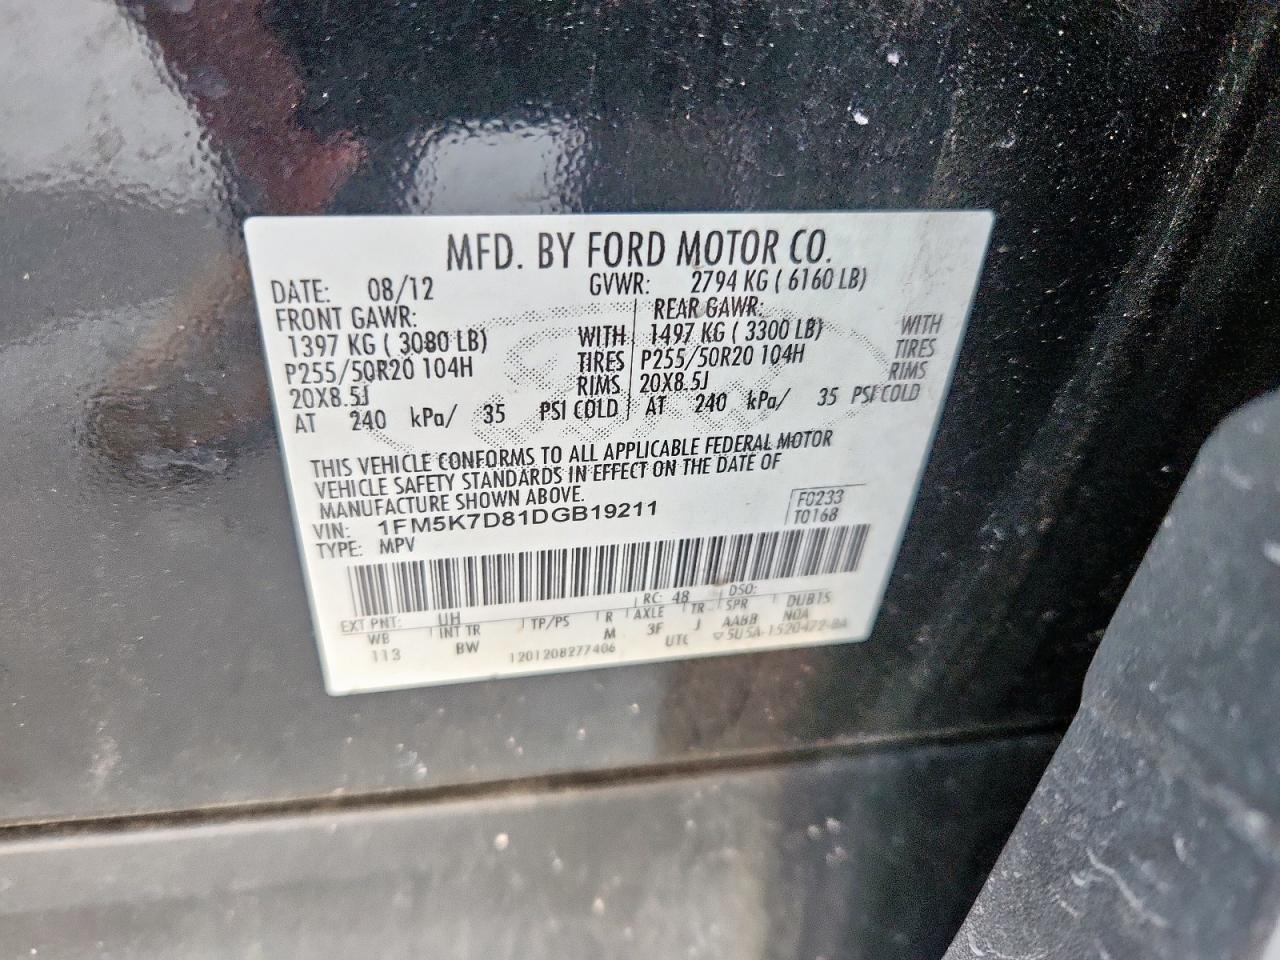 MFD. BY FORD MOTOR CO.
DATE: 08/12 GVWR: 2794 KG ( 6160 LB)
FRONT GAWR: REAR GAWR:
1397 KG ( 3080 LB) WITH 1497 KG ( 3300 LB) WITH
P255/50R20 104H TIRES P255/50R20 104H TIRES
20X8.5J RIMS 20X8.5J RIMS
AT 240 kPa/ 35 PSI COLD AT 240 kPa/ 35 PSI COLD
THIS VEHICLE CONFORMS TO ALL APPLICABLE FEDERAL MOTOR
VEHICLE SAFETY STANDARDS IN EFFECT ON THE DATE OF
MANUFACTURE SHOWN ABOVE.
VIN: 1FM5K7D81DGB19211 F0233
TYPE: MPV T0168
EXT PNT: UH RC: 48 DSO:
WB INT TR TP/PS R AXLE TR SPR DUB15
113 BW M 3F J AABB NOA
1201208277406 UTC ▽5U5A-1520472-BA